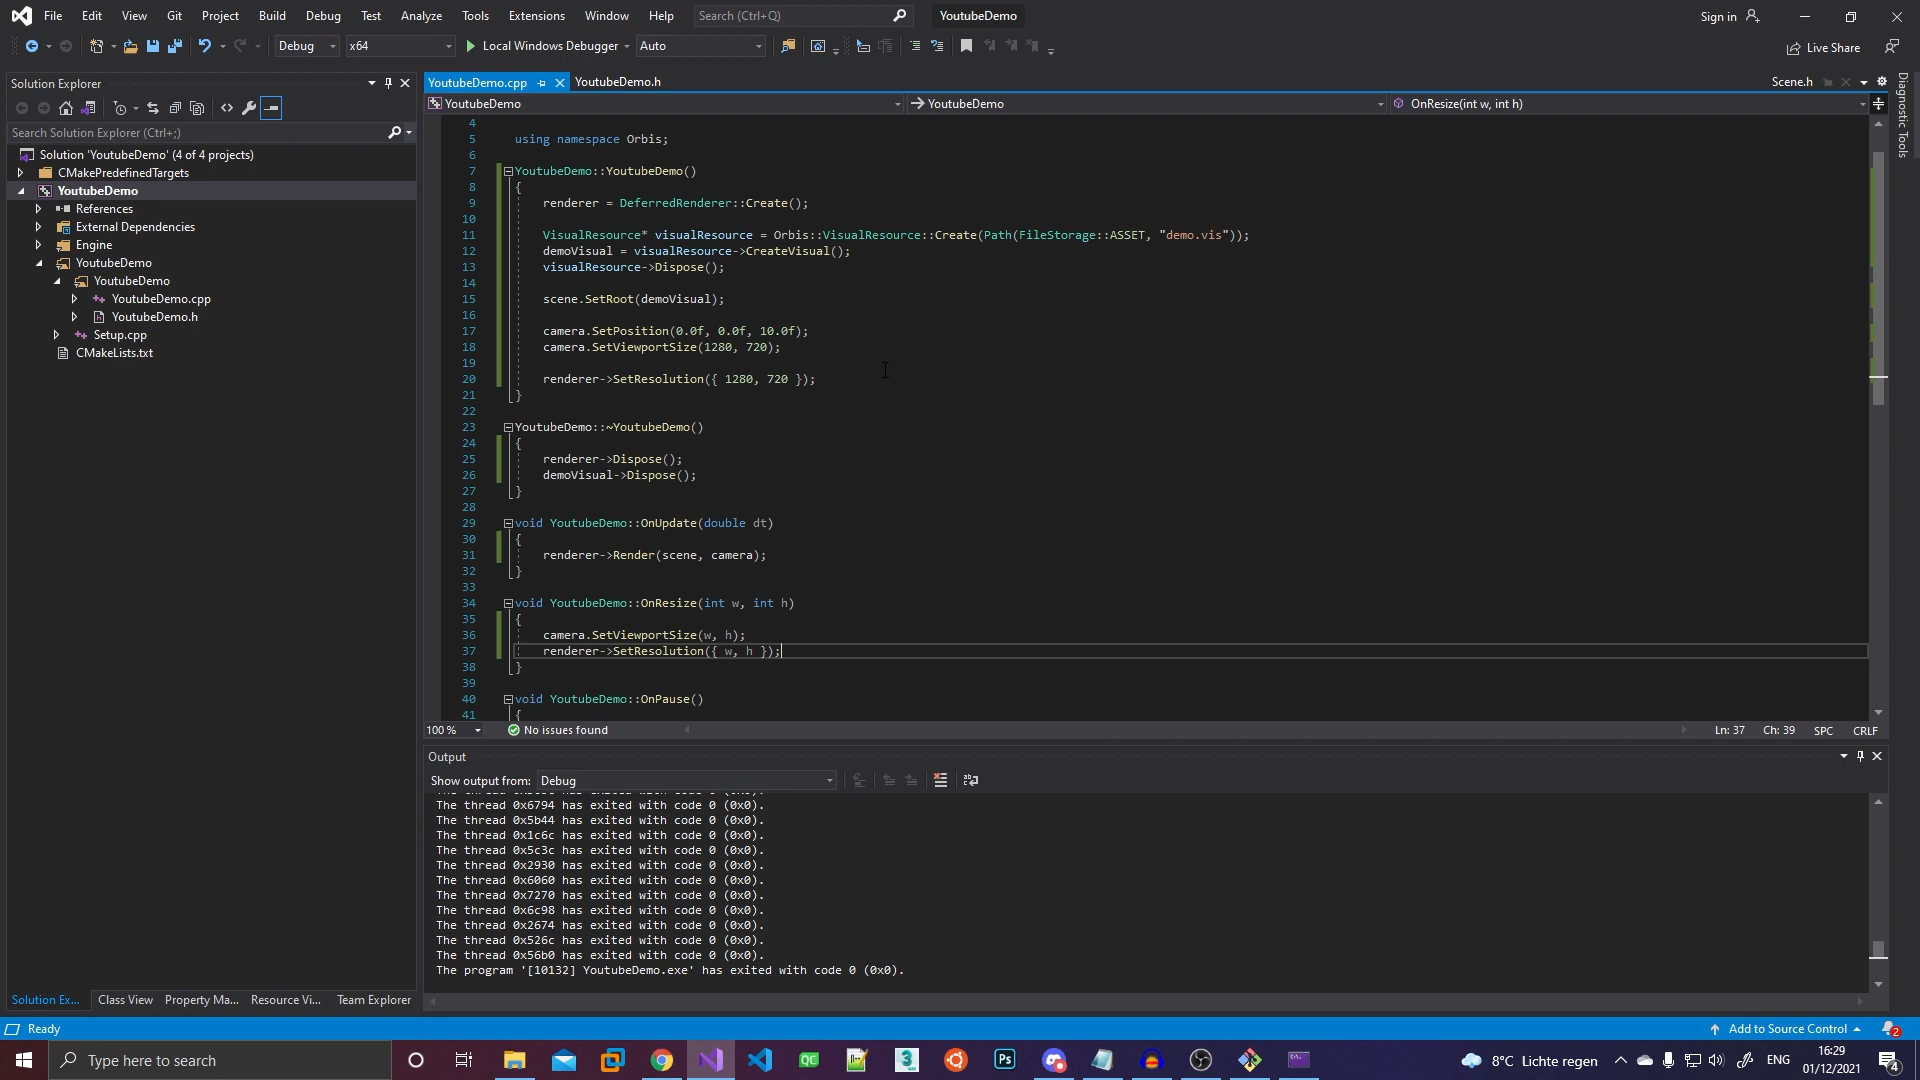 File Edit View Git Project Build Debug Test Analyze Tools Extensions Window Help Search (Ctrl+Q) YoutubeDemo Sign in
Debug x64 Local Windows Debugger Auto Live Share
Solution Explorer
Search Solution Explorer (Ctrl+;)
Solution 'YoutubeDemo' (4 of 4 projects)
CMakePredefinedTargets
YoutubeDemo
References
External Dependencies
Engine
YoutubeDemo
YoutubeDemo
YoutubeDemo.cpp
YoutubeDemo.h
Setup.cpp
CMakeLists.txt
Solution Ex... Class View Property Ma... Resource Vi... Team Explorer
YoutubeDemo.cpp YoutubeDemo.h Scene.h
YoutubeDemo YoutubeDemo OnResize(int w, int h)
Diagnostic Tools
4
5 using namespace Orbis;
6
7 YoutubeDemo::YoutubeDemo()
8 {
9 renderer = DeferredRenderer::Create();
10
11 VisualResource* visualResource = Orbis::VisualResource::Create(Path(FileStorage::ASSET, "demo.vis"));
12 demoVisual = visualResource->CreateVisual();
13 visualResource->Dispose();
14
15 scene.SetRoot(demoVisual);
16
17 camera.SetPosition(0.0f, 0.0f, 10.0f);
18 camera.SetViewportSize(1280, 720);
19
20 renderer->SetResolution({ 1280, 720 });
21 }
22
23 YoutubeDemo::~YoutubeDemo()
24 {
25 renderer->Dispose();
26 demoVisual->Dispose();
27 }
28
29 void YoutubeDemo::OnUpdate(double dt)
30 {
31 renderer->Render(scene, camera);
32 }
33
34 void YoutubeDemo::OnResize(int w, int h)
35 {
36 camera.SetViewportSize(w, h);
37 renderer->SetResolution({ w, h });
38 }
39
40 void YoutubeDemo::OnPause()
41 {
100 % No issues found Ln: 37 Ch: 39 SPC CRLF
Output
Show output from: Debug
The thread 0x6794 has exited with code 0 (0x0).
The thread 0x5b44 has exited with code 0 (0x0).
The thread 0x1c6c has exited with code 0 (0x0).
The thread 0x5c3c has exited with code 0 (0x0).
The thread 0x2930 has exited with code 0 (0x0).
The thread 0x6060 has exited with code 0 (0x0).
The thread 0x7270 has exited with code 0 (0x0).
The thread 0x6c98 has exited with code 0 (0x0).
The thread 0x2674 has exited with code 0 (0x0).
The thread 0x526c has exited with code 0 (0x0).
The thread 0x56b0 has exited with code 0 (0x0).
The program '[10132] YoutubeDemo.exe' has exited with code 0 (0x0).
Ready Add to Source Control 2
Type here to search QC Ps 8°C Lichte regen ENG 16:29
01/12/2021 4